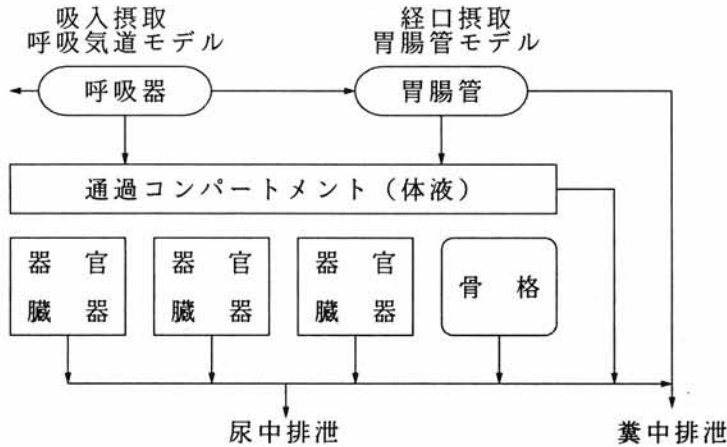 吸入摂取
呼吸気道モデル
経口摂取
胃腸管モデル
呼吸器
胃腸管
通過コンパートメント（体液）
器官
臓器
器官
臓器
器官
臓器
骨格
尿中排泄
糞中排泄